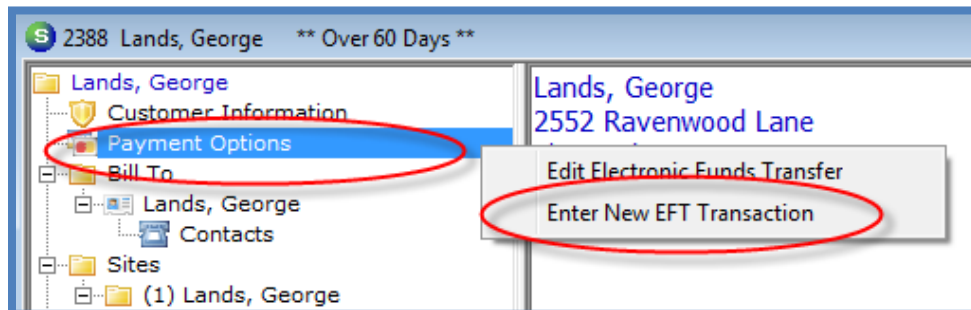 S 2388 Lands, George ** Over 60 Days **
Lands, George
Customer Information
Payment Options
Bill To
Lands, George
Contacts
Sites
(1) Lands, George
Lands, George
2552 Ravenwood Lane
Edit Electronic Funds Transfer
Enter New EFT Transaction